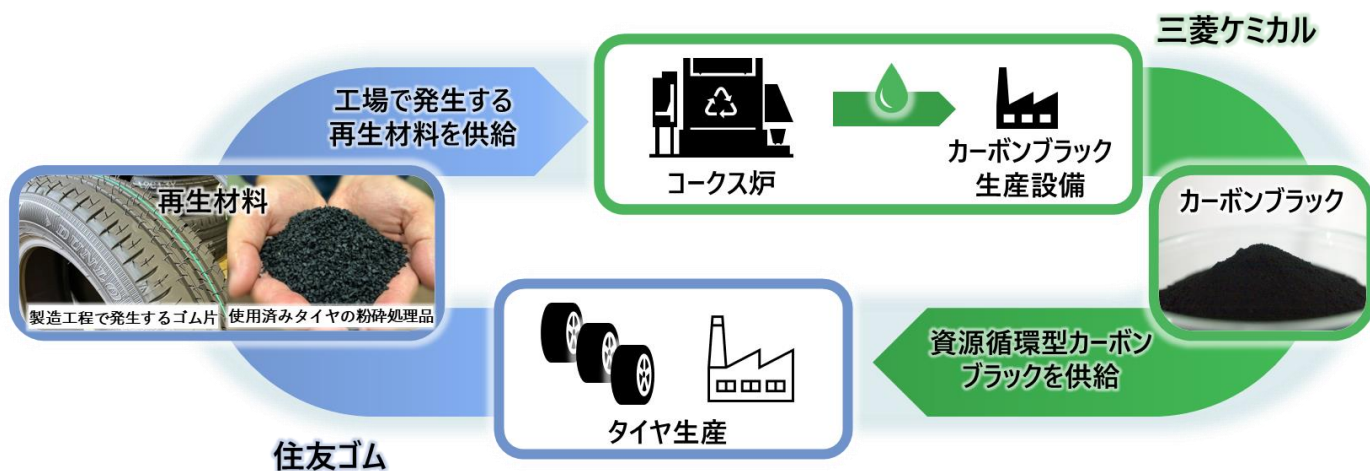 三菱ケミカル
工場で発生する
再生材料を供給
コークス炉
カーボンブラック
生産設備
再生材料
DUNLO
製造工程で発生するゴム片
使用済みタイヤの粉砕処理品
カーボンブラック
資源循環型カーボン
ブラックを供給
タイヤ生産
住友ゴム